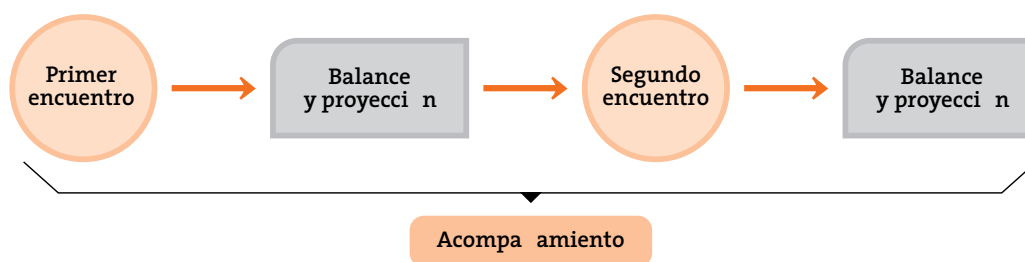 Primer
encuentro
Balance
y proyecci n
Segundo
encuentro
Balance
y proyecci n
Acompa amiento